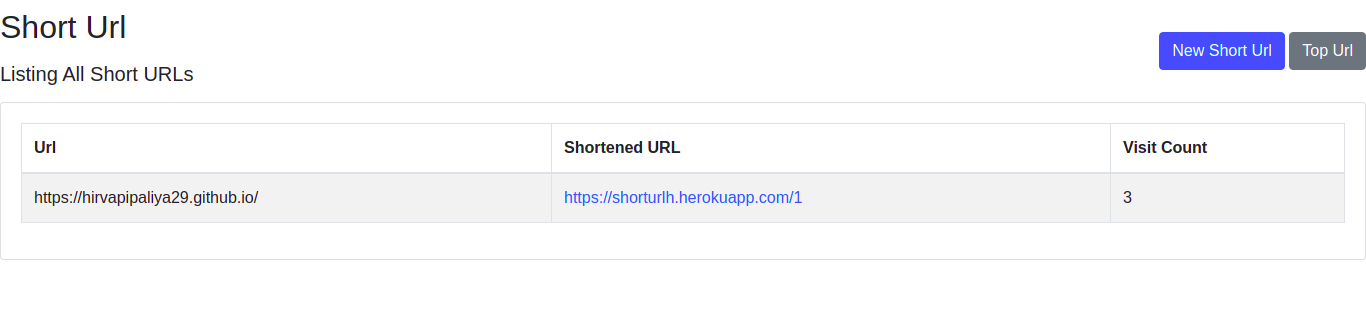 Short Url
New Short Url Top Url
Listing All Short URLs
Url Shortened URL Visit Count
https://hirvapipaliya29.github.io/ https://shorturlh.herokuapp.com/1 3